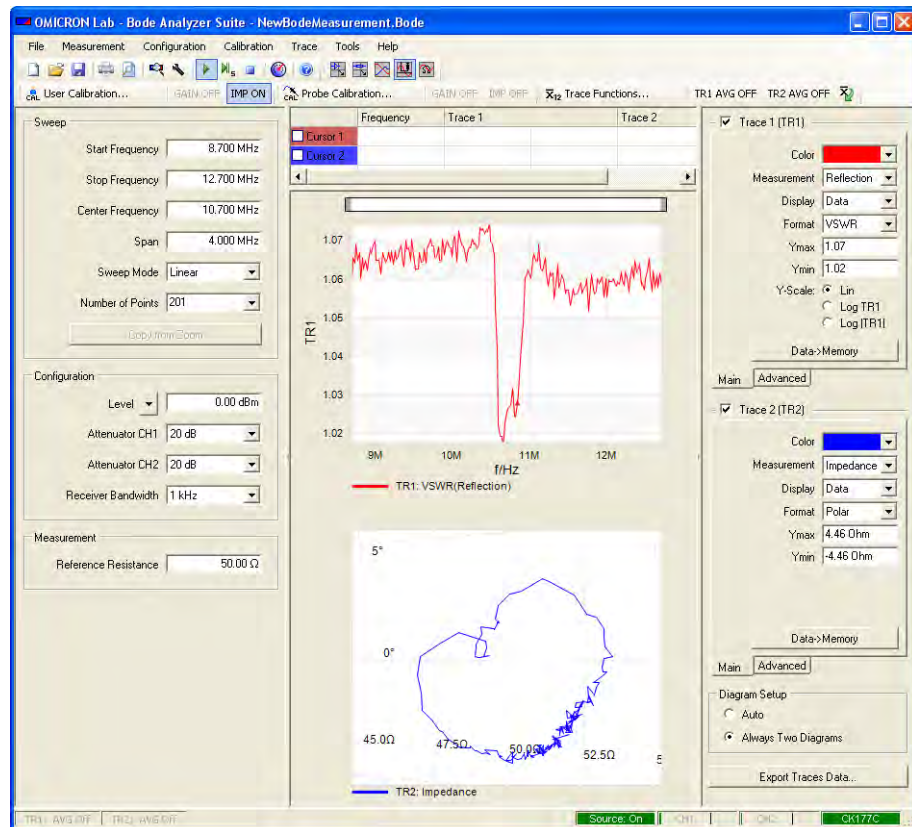 OMICRON Lab - Bode Analyzer Suite - NewBodeMeasurement.Bode
File Measurement Configuration Calibration Trace Tools Help
CAL User Calibration... GAIN OFF IMP ON CAL Probe Calibration... GAIN OFF IMP OFF X12 Trace Functions... TR1 AVG OFF TR2 AVG OFF
Sweep
Start Frequency 8.700 MHz
Stop Frequency 12.700 MHz
Center Frequency 10.700 MHz
Span 4.000 MHz
Sweep Mode Linear
Number of Points 201
Copy from Zoom
Configuration
Level 0.00 dBm
Attenuator CH1 20 dB
Attenuator CH2 20 dB
Receiver Bandwidth 1 kHz
Measurement
Reference Resistance 50.00 Ω
Frequency Trace 1 Trace 2
Cursor 1
Cursor 2
1.07
1.06
1.05
TR1
1.04
1.03
1.02
9M 10M 11M 12M
f/Hz
TR1: VSWR(Reflection)
5°
0°
45.0Ω 47.5Ω 50.0Ω 52.5Ω 5
TR2: Impedance
Trace 1 (TR1)
Color
Measurement Reflection
Display Data
Format VSWR
Ymax 1.07
Ymin 1.02
Y-Scale: Lin
Log TR1
Log |TR1|
Data->Memory
Main Advanced
Trace 2 (TR2)
Color
Measurement Impedance
Display Data
Format Polar
Ymax 4.46 Ohm
Ymin -4.46 Ohm
Data->Memory
Main Advanced
Diagram Setup
Auto
Always Two Diagrams
Export Traces Data...
TR1: AVG Off TR2: AVG Off Source: On CH1 CH2 CK177C